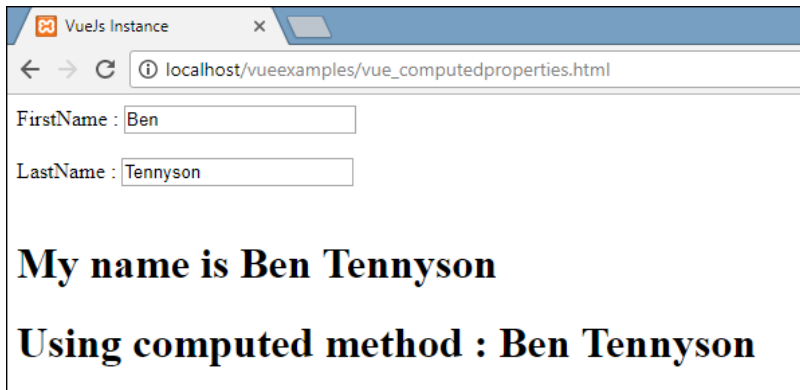 VueJs Instance
localhost/vueexamples/vue_computedproperties.html
FirstName : Ben
LastName : Tennyson
My name is Ben Tennyson
Using computed method : Ben Tennyson